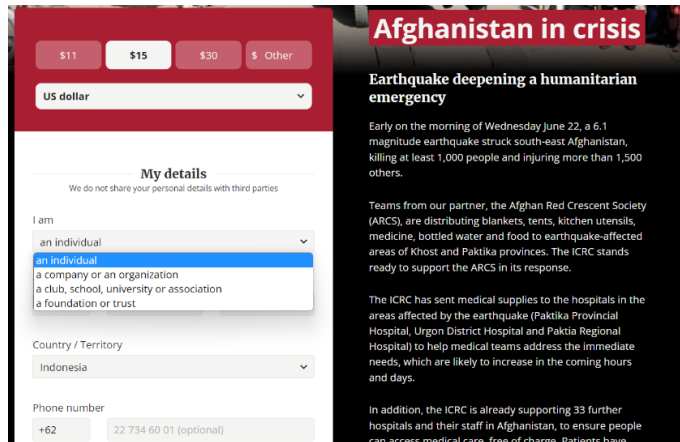 $11
$15
$30
$ Other
US dollar
My details
We do not share your personal details with third parties
I am
an individual
an individual
a company or an organization
a club, school, university or association
a foundation or trust
Country / Territory
Indonesia
Phone number
+62
22 734 60 01 (optional)
Afghanistan in crisis
Earthquake deepening a humanitarian
emergency
Early on the morning of Wednesday June 22, a 6.1
magnitude earthquake struck south-east Afghanistan,
killing at least 1,000 people and injuring more than 1,500
others.
Teams from our partner, the Afghan Red Crescent Society
(ARCS), are distributing blankets, tents, kitchen utensils,
medicine, bottled water and food to earthquake-affected
areas of Khost and Paktika provinces. The ICRC stands
ready to support the ARCS in its response.
The ICRC has sent medical supplies to the hospitals in the
areas affected by the earthquake (Paktika Provincial
Hospital, Urgon District Hospital and Paktia Regional
Hospital) to help medical teams address the immediate
needs, which are likely to increase in the coming hours
and days.
In addition, the ICRC is already supporting 33 further
hospitals and their staff in Afghanistan, to ensure people
can access medical care, free of charge. Patients have